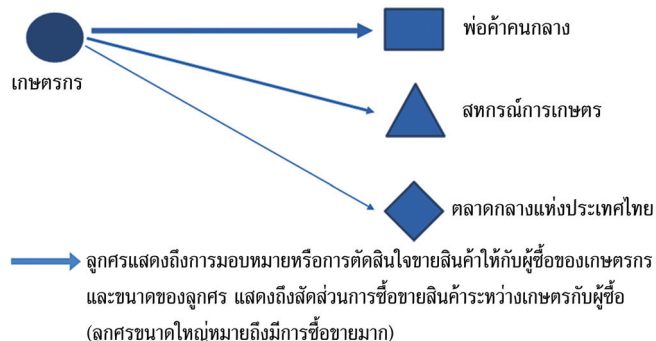 พ่อค้าคนกลาง
เกษตรกร
สหกรณ์การเกษตร
ตลาดกลางแห่งประเทศไทย
ลูกศรแสดงถึงการมอบหมายหรือการตัดสินใจขายสินค้าให้กับผู้ซื้อของเกษตรกร
และขนาดของลูกศร แสดงถึงสัดส่วนการซื้อขายสินค้าระหว่างเกษตรกับผู้ซื้อ
(ลูกศรขนาดใหญ่หมายถึงมีการซื้อขายมาก)